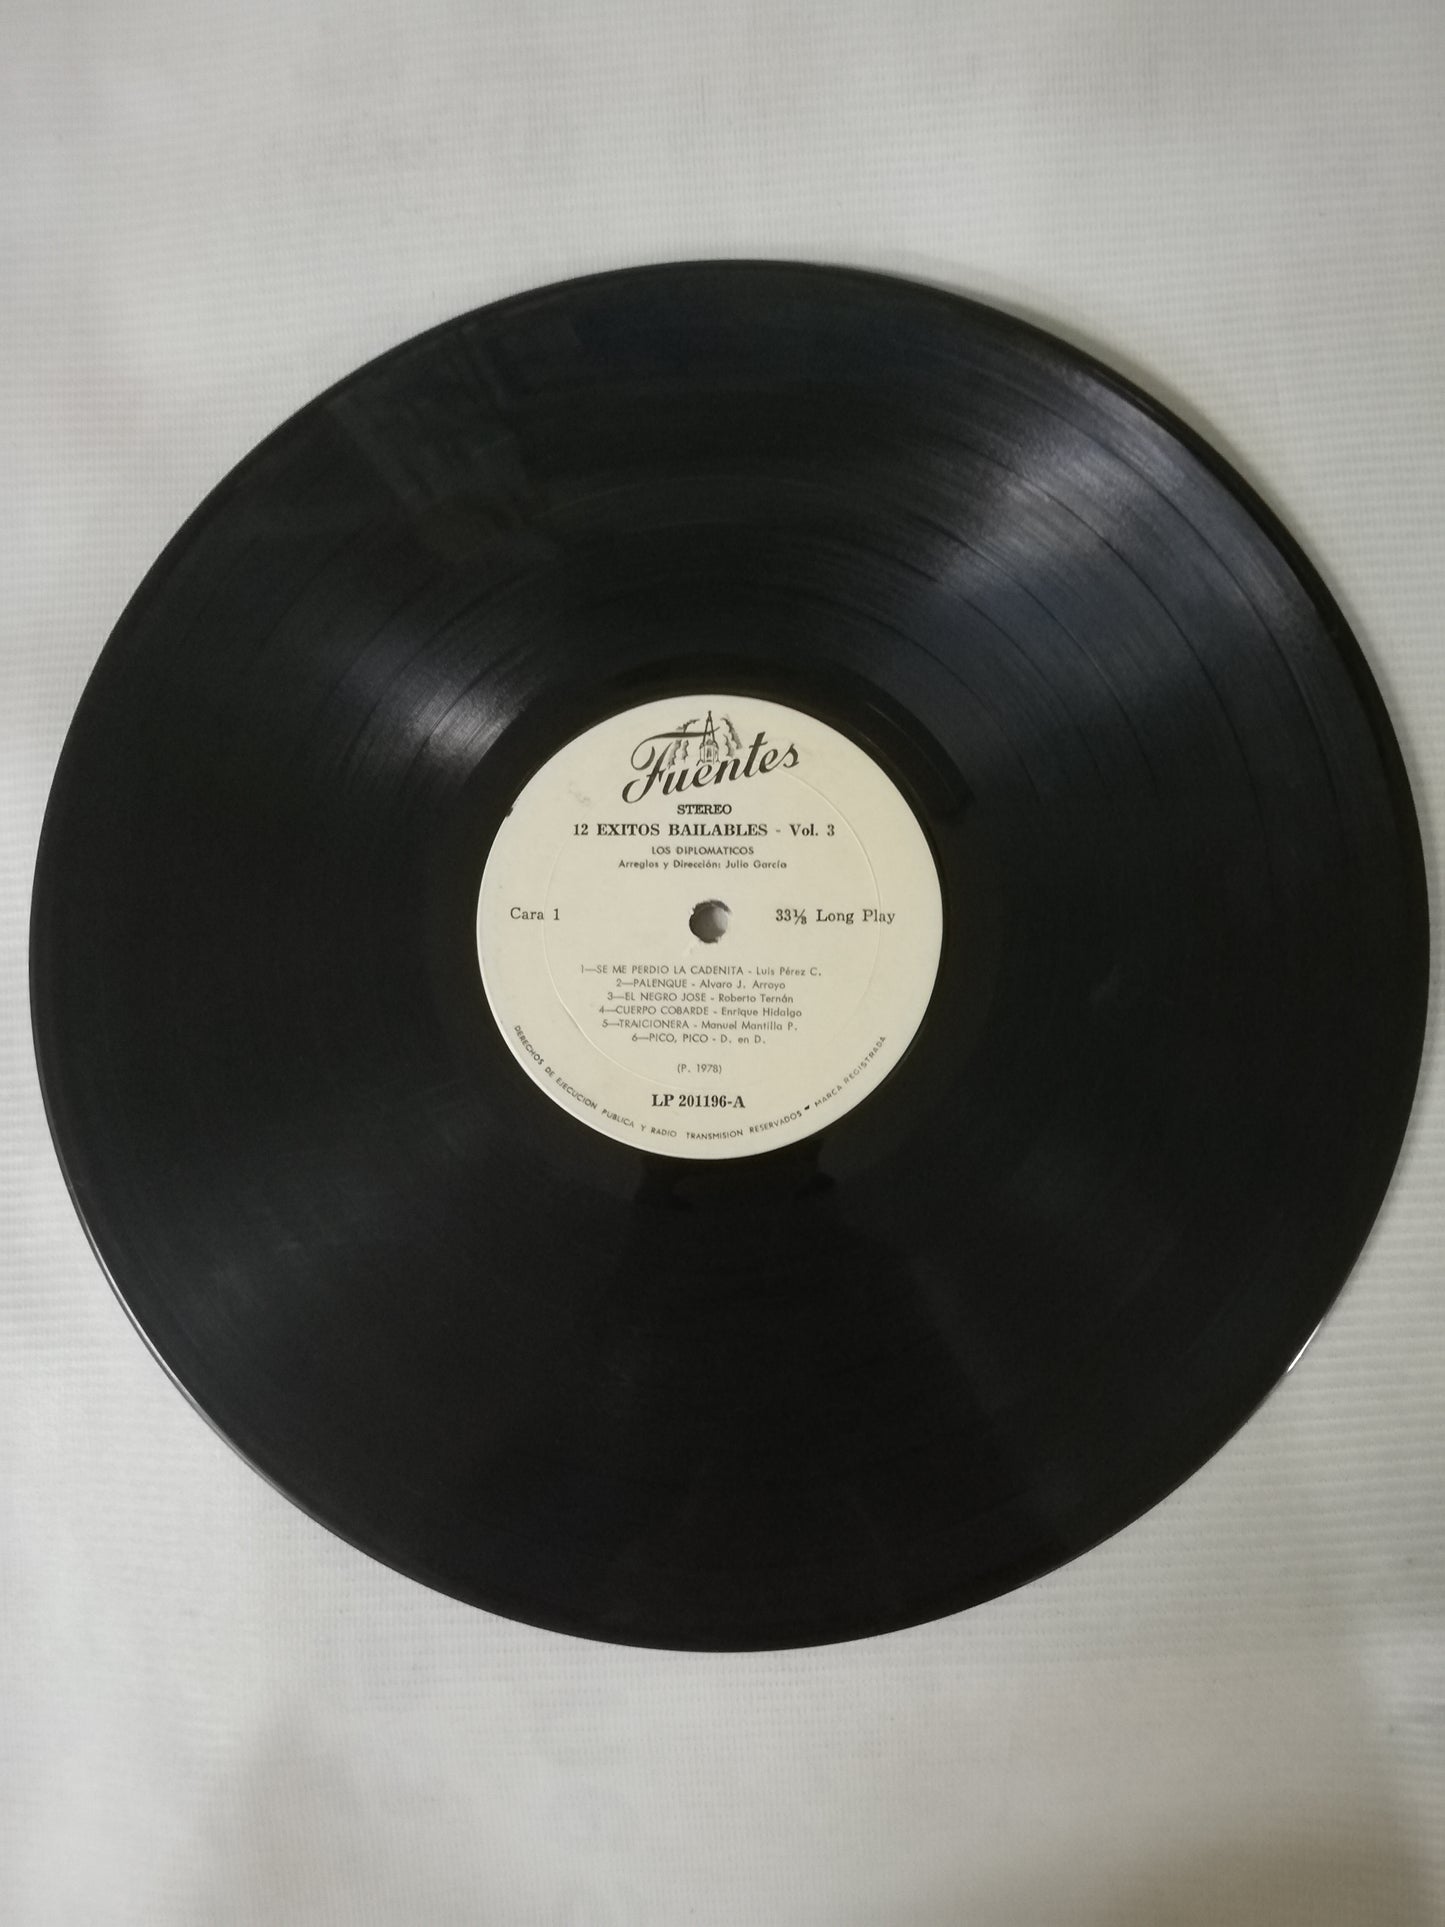 Fuentes
STEREO
12 EXITOS BAILABLES - Vol. 3
LOS DIPLOMATICOS
Arreglos y Dirección: Julio García
Cara 1
33⅓ Long Play
1—SE ME PERDIO LA CADENITA - Luis Pérez C.
2—PALENQUE - Alvaro J. Arroyo
3—EL NEGRO JOSE - Roberto Ternán
4—CUERPO COBARDE - Enrique Hidalgo
5—TRAICIONERA - Manuel Mantilla P.
6—PICO, PICO - D. en D.
(P. 1978)
LP 201196-A
DERECHOS DE EJECUCION PUBLICA Y RADIO TRANSMISION RESERVADOS - MARCA REGISTRADA